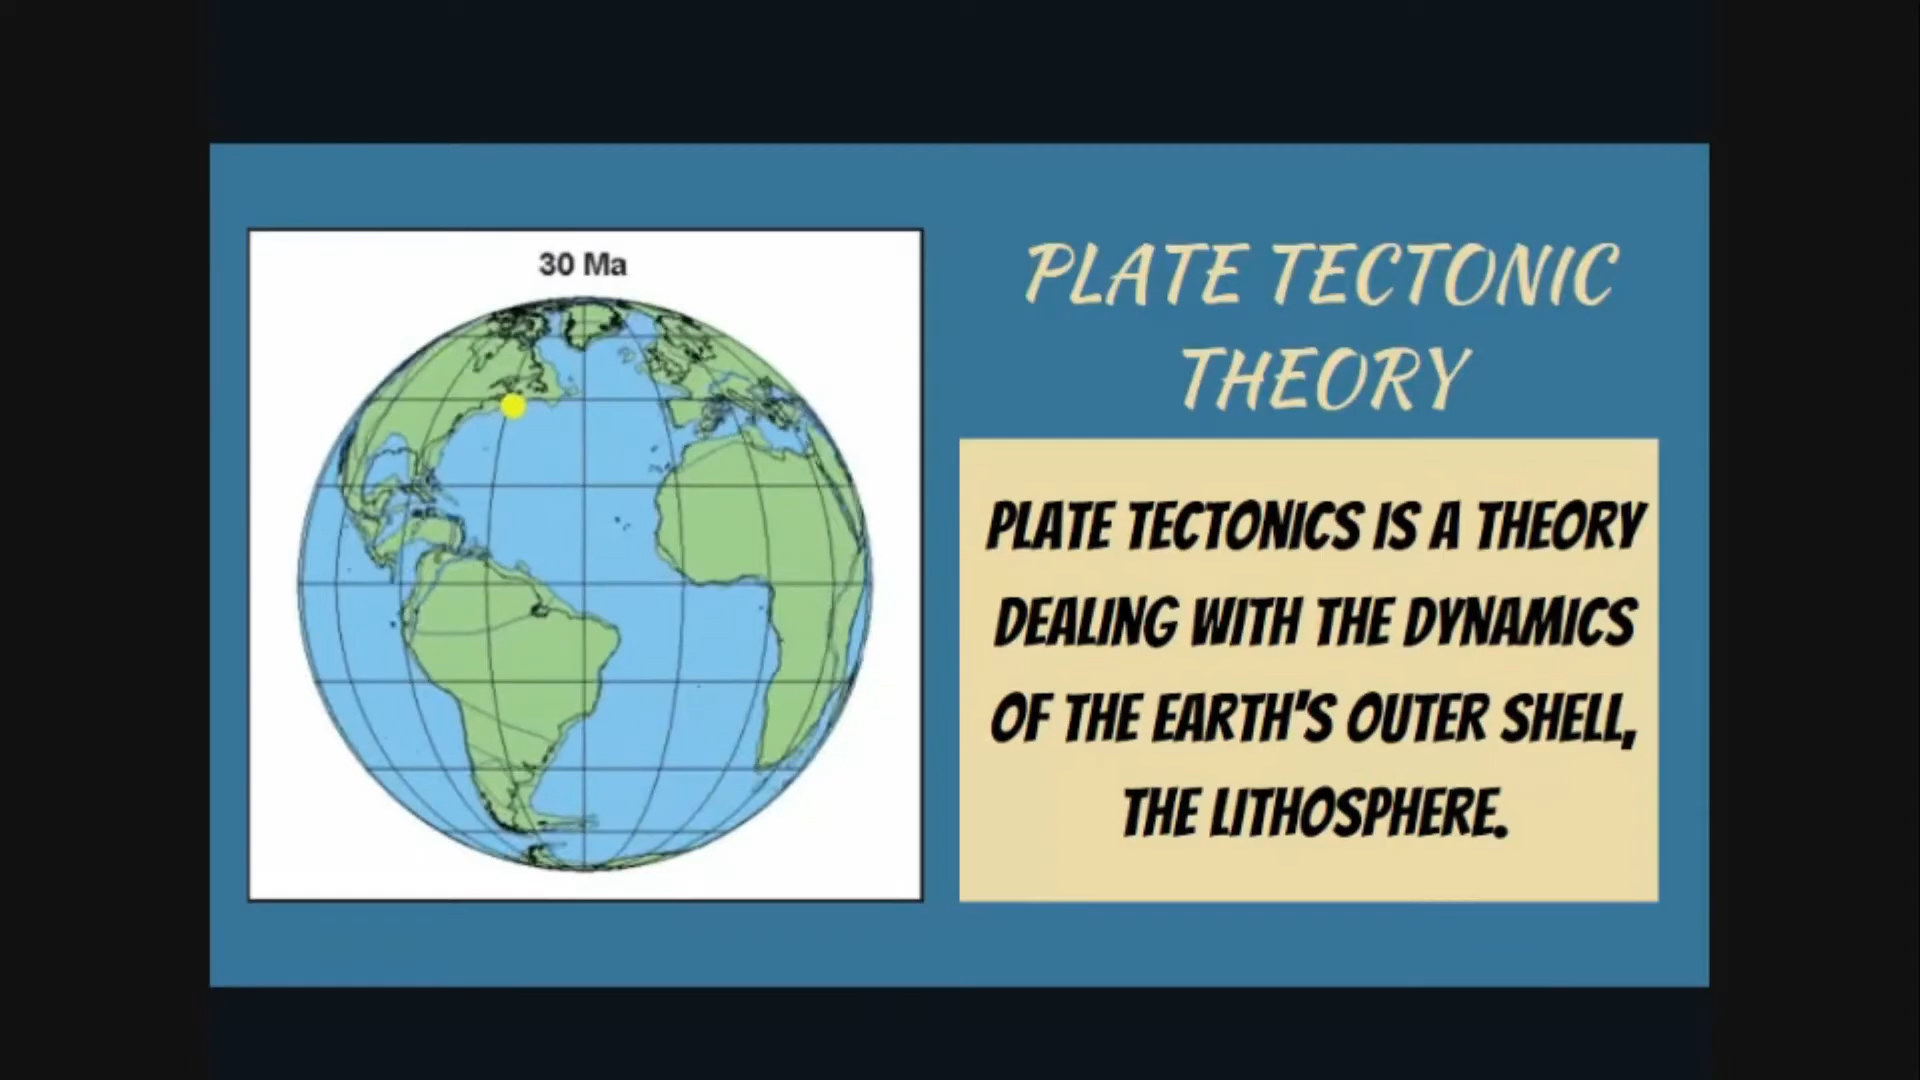 30 Ma
PLATE TECTONIC
THEORY
PLATE TECTONICS IS A THEORY
DEALING WITH THE DYNAMICS
OF THE EARTH'S OUTER SHELL,
THE LITHOSPHERE.